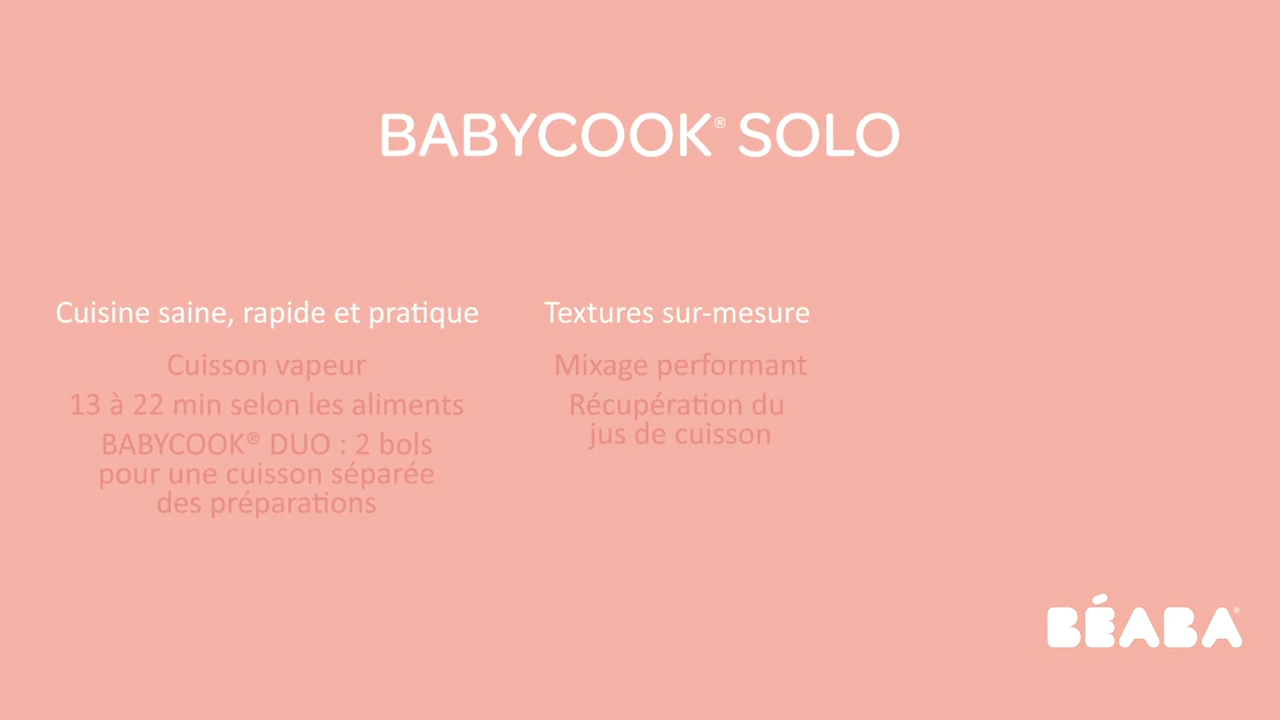 BABYCOOK® SOLO
Cuisine saine, rapide et pratique
Cuisson vapeur
13 à 22 min selon les aliments
BABYCOOK® DUO : 2 bols
pour une cuisson séparée
des préparations
Textures sur-mesure
Mixage performant
Récupération du
jus de cuisson
BÉABA®